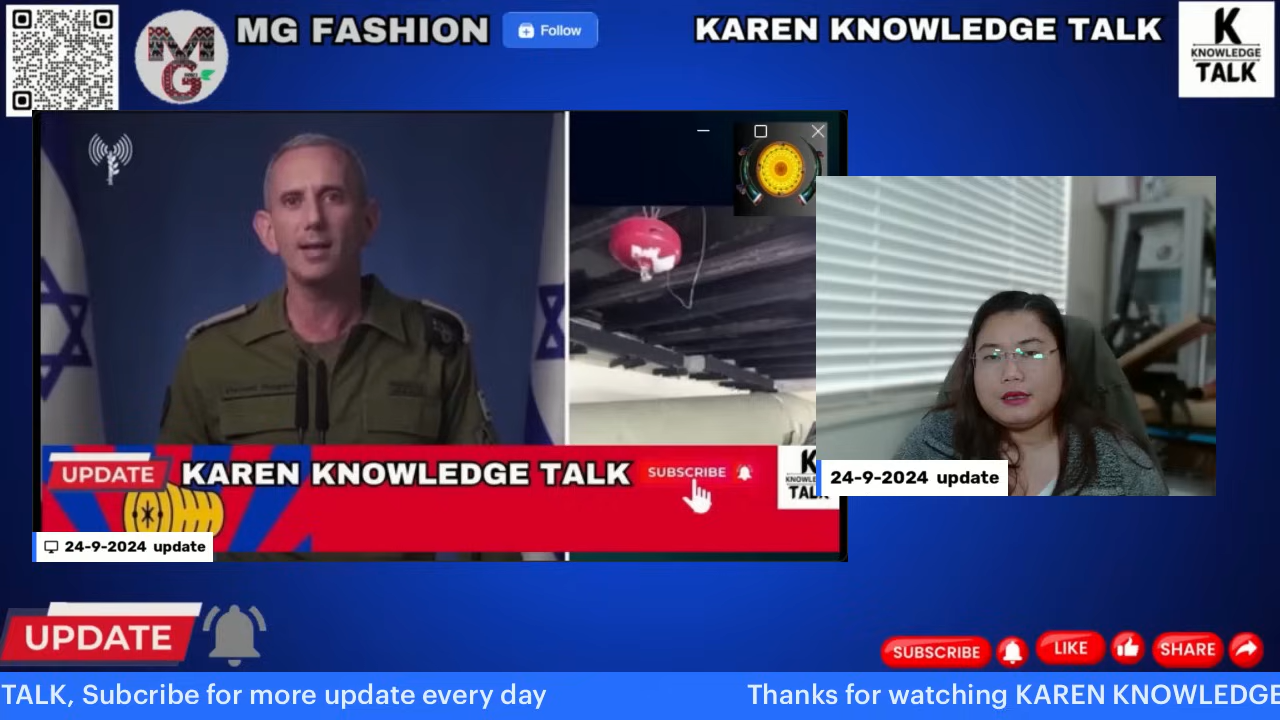 MG FASHION
Follow
KAREN KNOWLEDGE TALK
K
KNOWLEDGE
TALK
M
G
UPDATE
KAREN KNOWLEDGE TALK
SUBSCRIBE
24-9-2024 update
24-9-2024 update
UPDATE
SUBSCRIBE
LIKE
SHARE
TALK, Subcribe for more update every day
Thanks for watching KAREN KNOWLEDGE